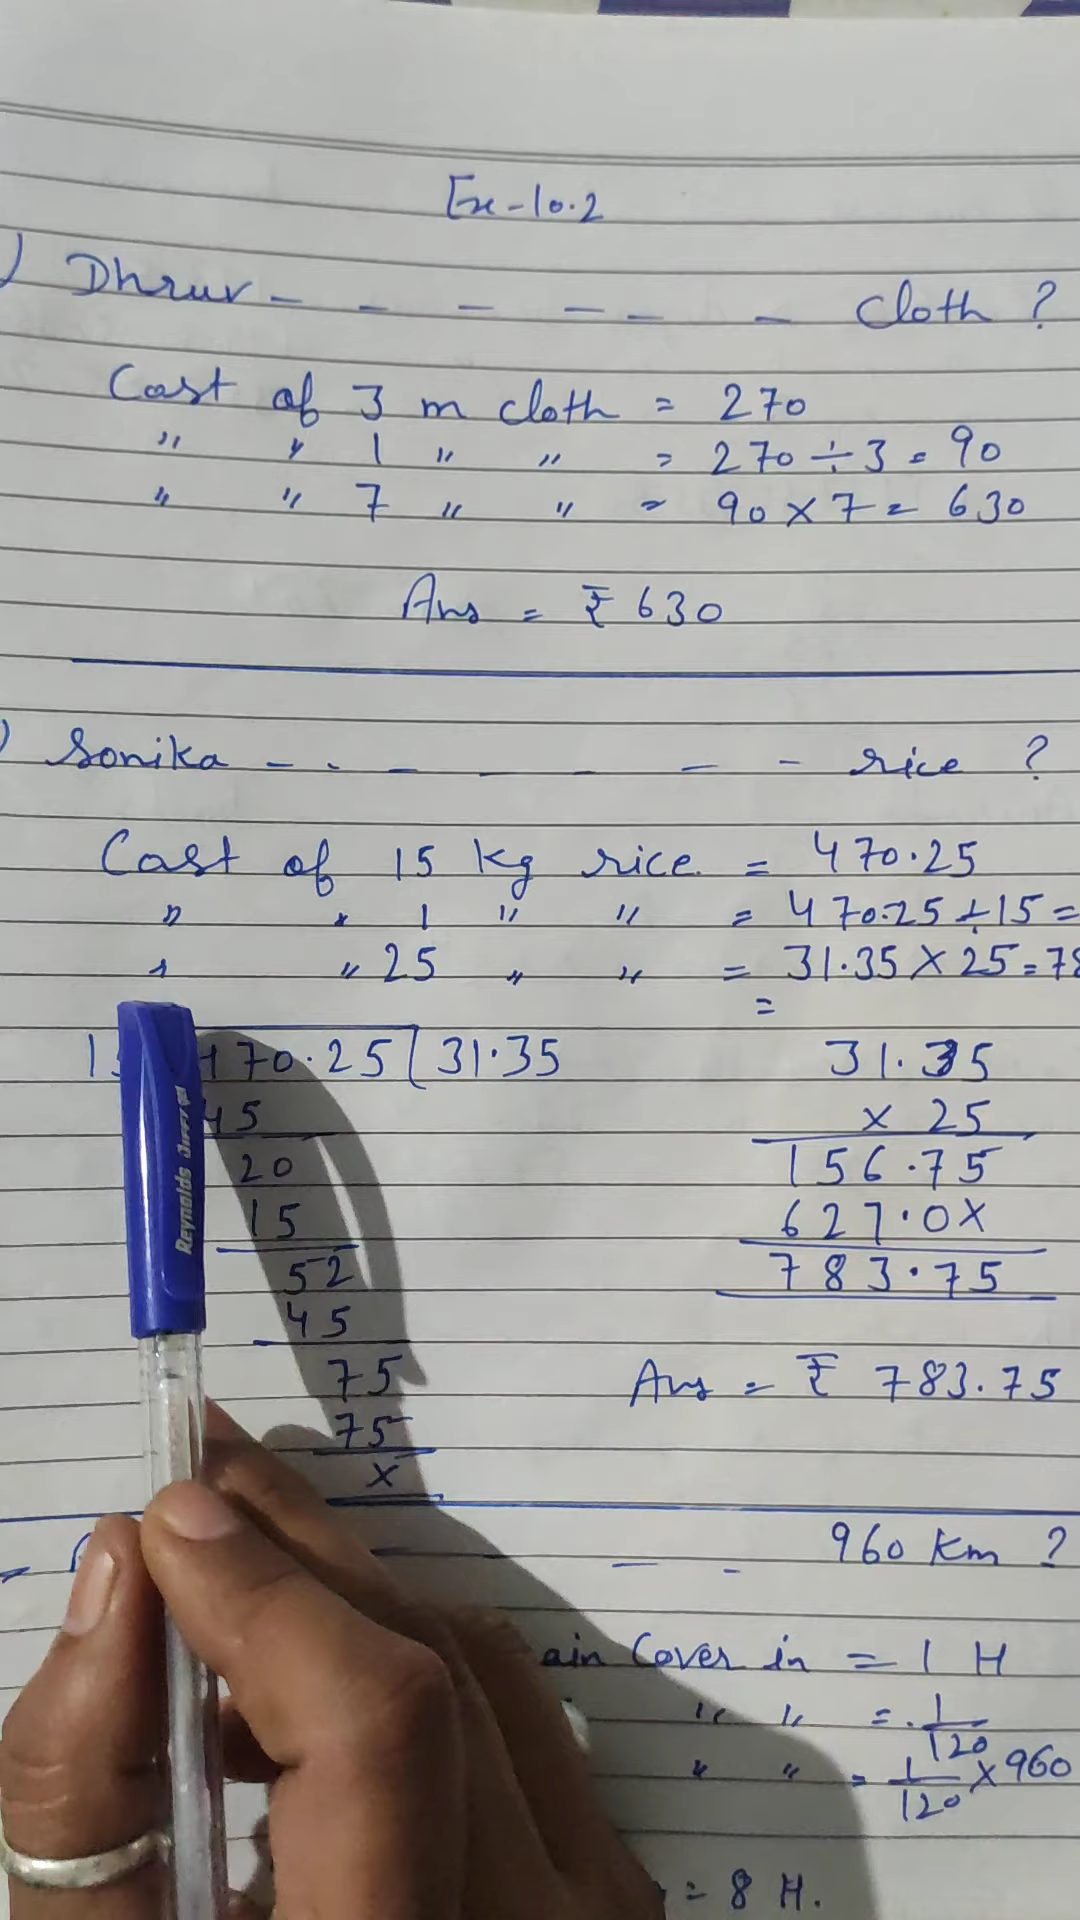 Ex-10.2
) Dhruv - - - - - - cloth ?
Cost of 3 m cloth = 270
" " 1 " " = 270 ÷ 3 = 90
" " 7 " " = 90 × 7 = 630
Ans = ₹ 630
) Sonika - - - - - - - rice ?
Cost of 15 kg rice = 470.25
" " 1 " " = 470.25 ÷ 15 =
" " 25 " " = 31.35 × 25 = 78
=
470.25 31.35
45
20
15
52
45
75
75
x
31.35
× 25
156.75
627.0x
783.75
Ans = ₹ 783.75
Reynolds
- - 960 Km ?
ain Cover in = 1 H
" " = 1/120
" " = 1/120 × 960
= 8 H.